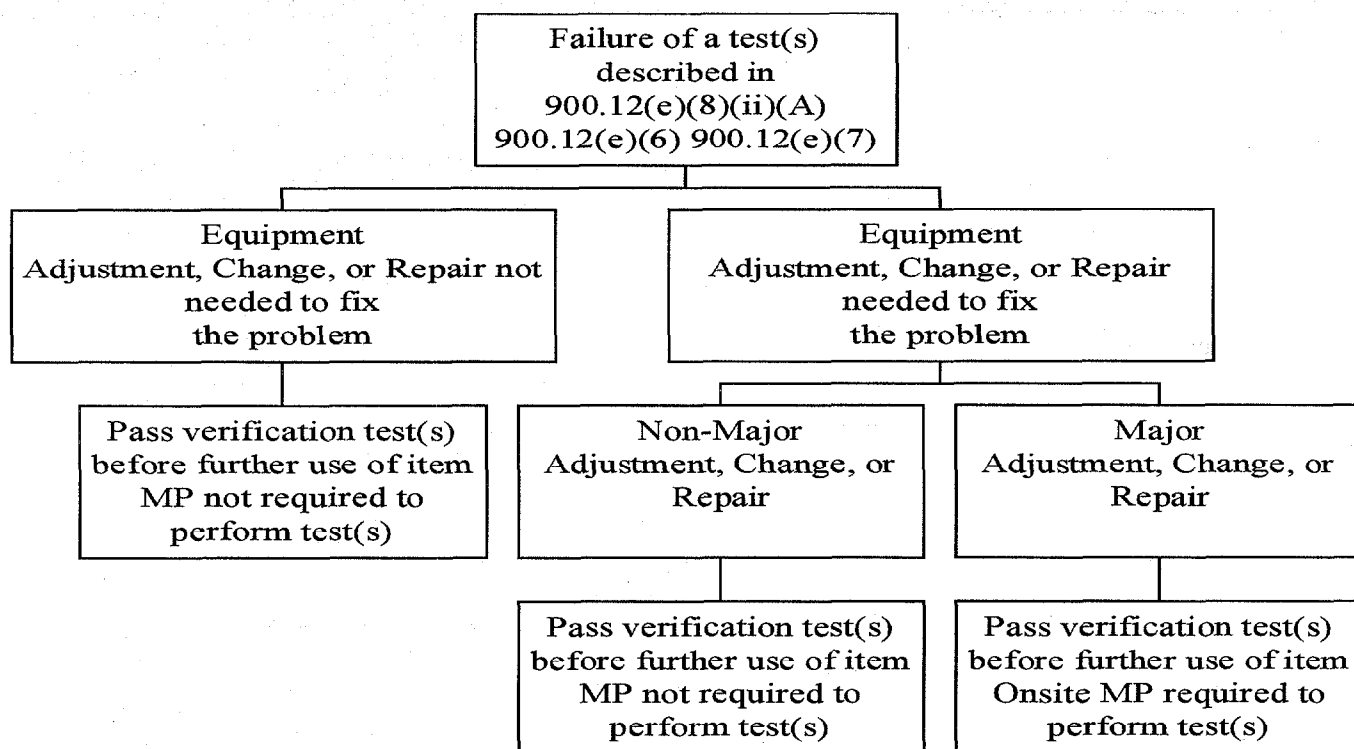 Failure of a test(s)
described in
900.12(e)(8)(ii)(A)
900.12(e)(6) 900.12(e)(7)
Equipment
Adjustment, Change, or Repair not
needed to fix
the problem
Equipment
Adjustment, Change, or Repair
needed to fix
the problem
Pass verification test(s)
before further use of item
MP not required to
perform test(s)
Non-Major
Adjustment, Change, or
Repair
Major
Adjustment, Change, or
Repair
Pass verification test(s)
before further use of item
MP not required to
perform test(s)
Pass verification test(s)
before further use of item
Onsite MP required to
perform test(s)